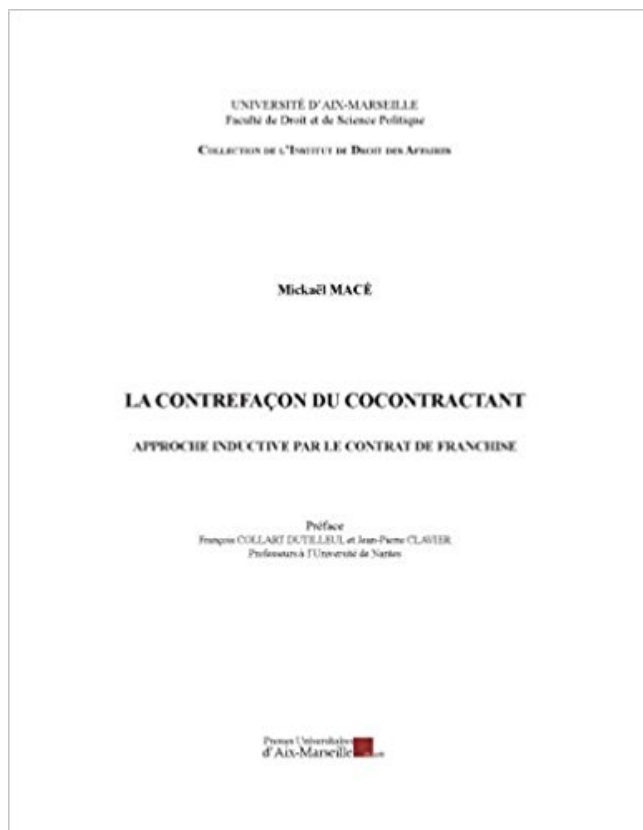 UNIVERSITÉ D'AIX-MARSEILLE
Faculté de Droit et de Science Politique
COLLECTION DE L'INSTITUT DE DROIT DES AFFAIRES
Mickaël MACÉ
LA CONTREFAÇON DU COCONTRACTANT
APPROCHE INDUCTIVE PAR LE CONTRAT DE FRANCHISE
Préface
François COLLART DUTILLEUL et Jean-Pierre CLAVIER
Professeurs à l'Université de Nantes
Presses Universitaires
d'Aix-Marseille